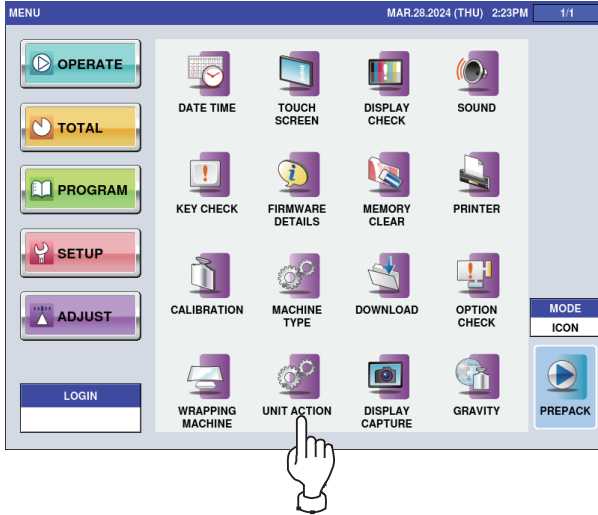 MENU
MAR.28.2024 (THU) 2:23PM
1/1
OPERATE
TOTAL
PROGRAM
SETUP
ADJUST
LOGIN
DATE TIME
TOUCH
SCREEN
DISPLAY
CHECK
SOUND
KEY CHECK
FIRMWARE
DETAILS
MEMORY
CLEAR
PRINTER
CALIBRATION
MACHINE
TYPE
DOWNLOAD
OPTION
CHECK
WRAPPING
MACHINE
UNIT ACTION
DISPLAY
CAPTURE
GRAVITY
MODE
ICON
PREPACK